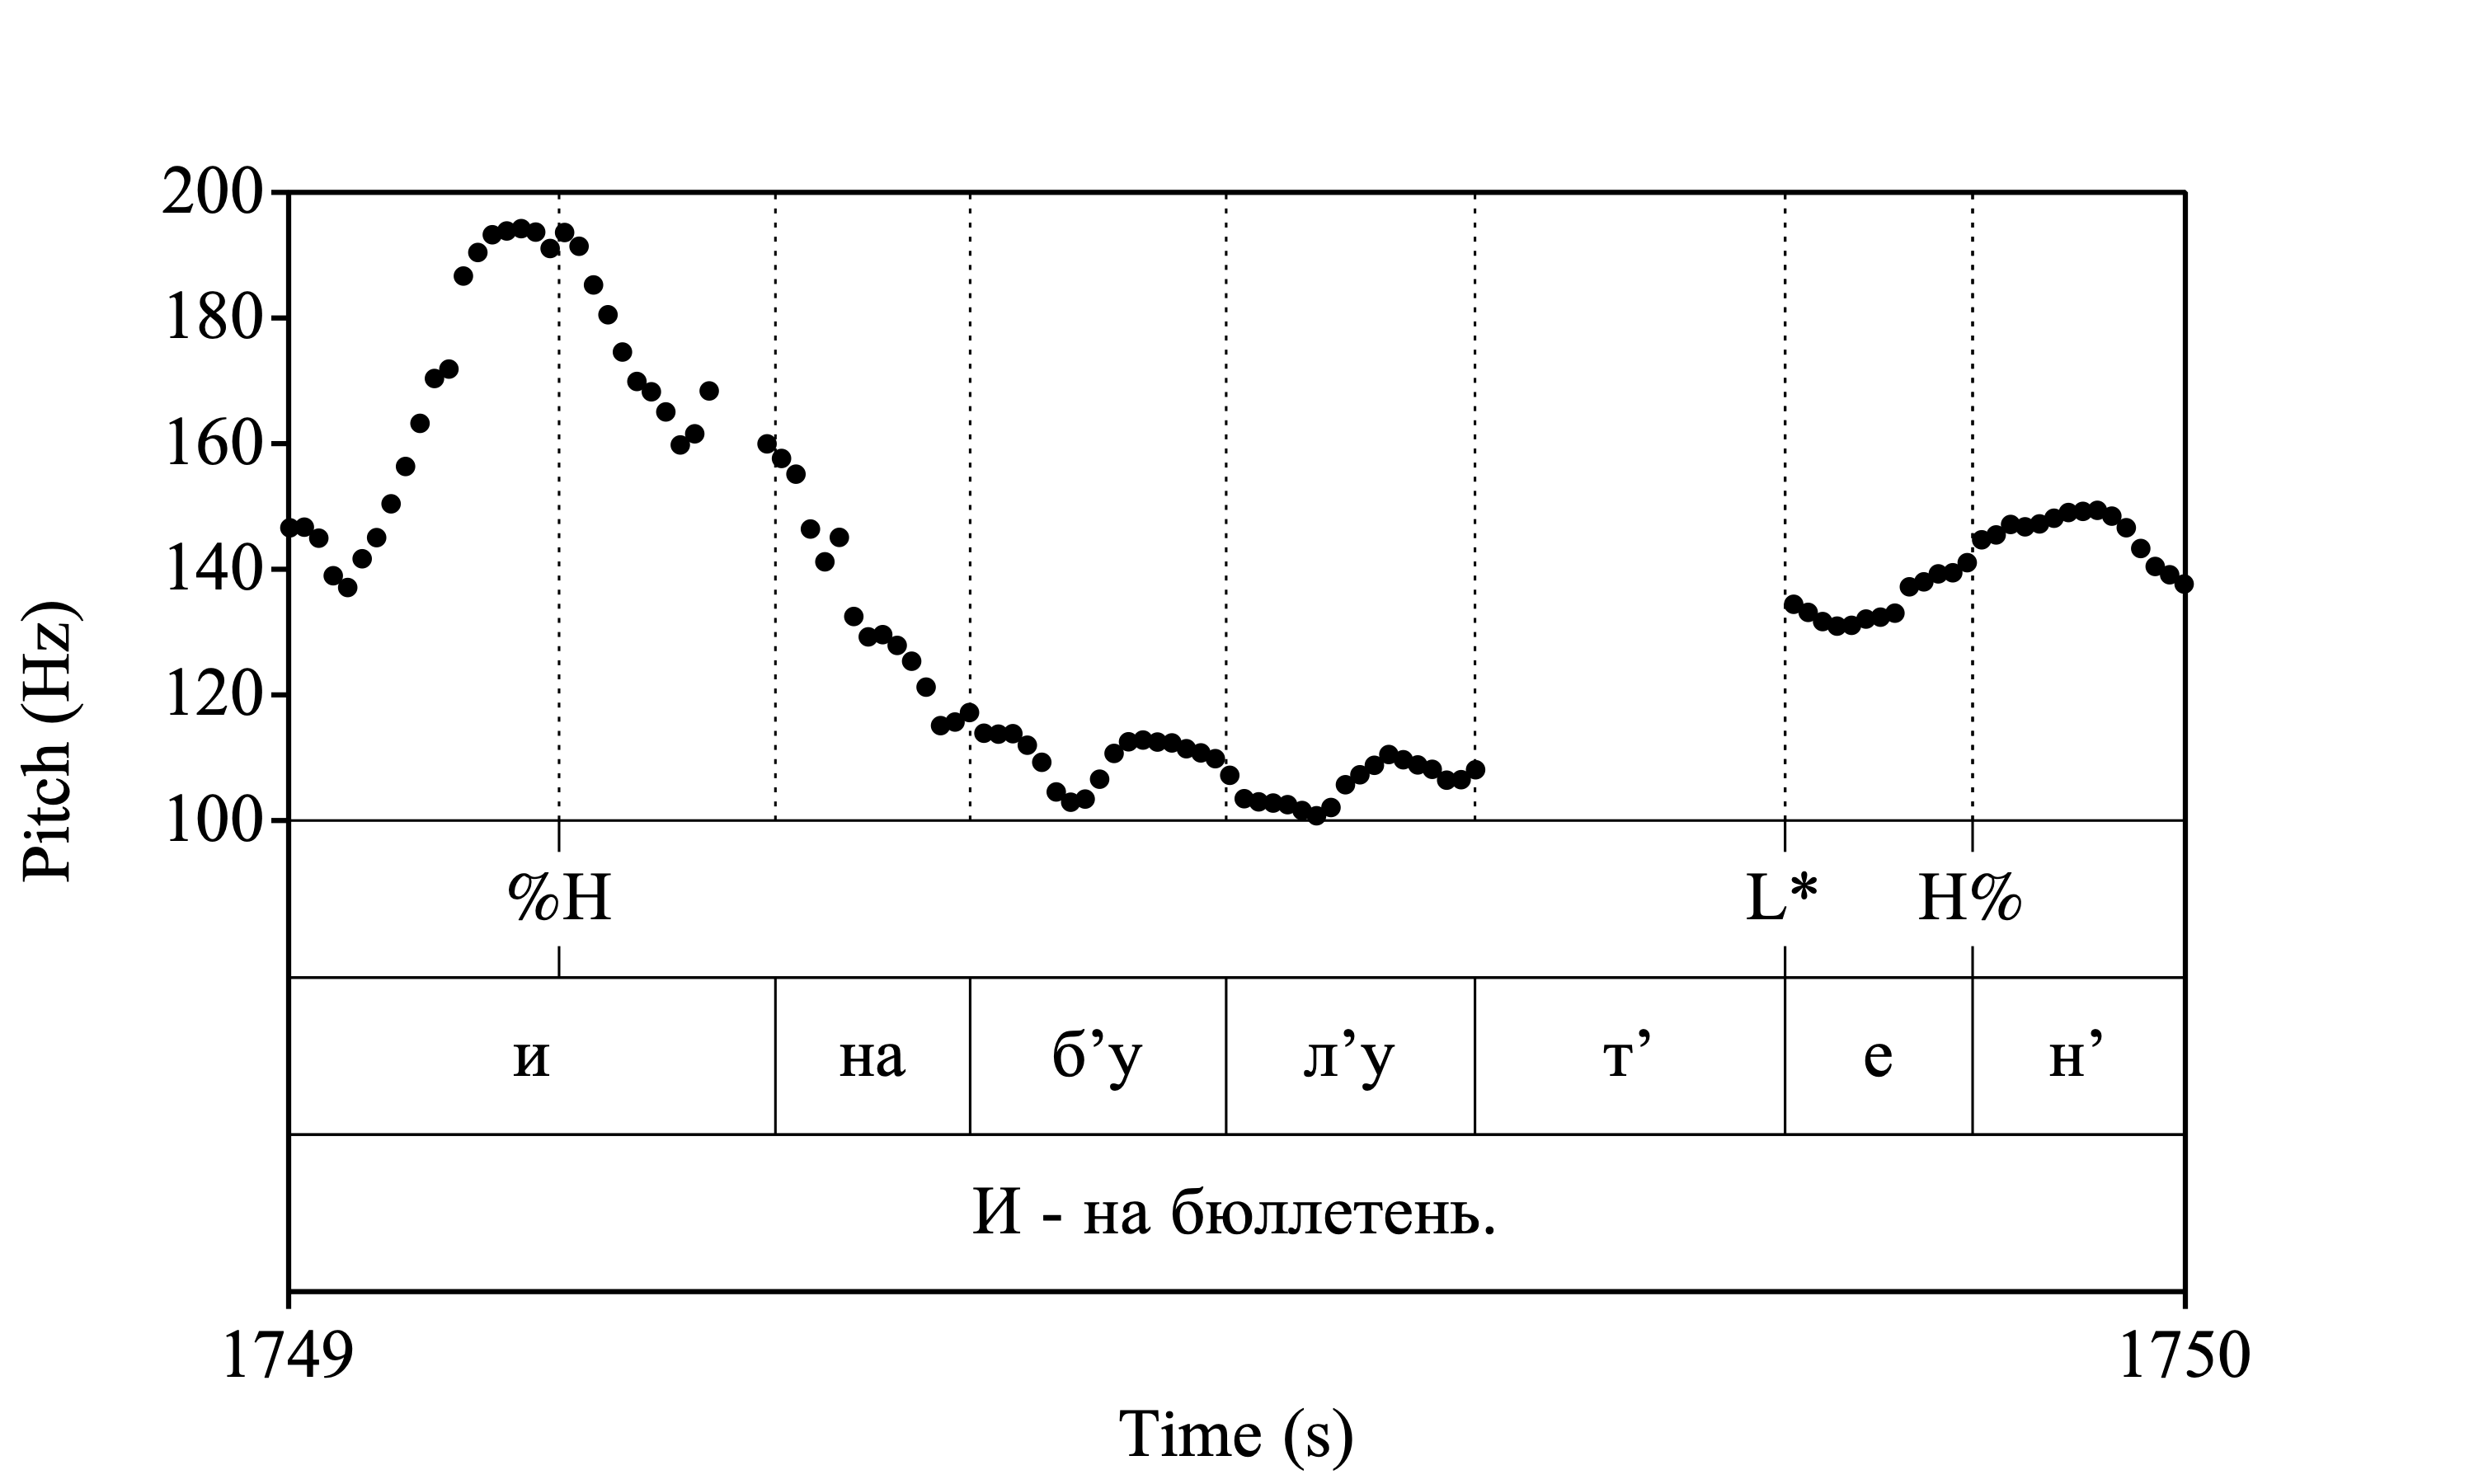 200
180
160
140
120
100
Pitch (Hz)
%H L* H%
и на б’у л’у т’ е н’
И - на бюллетень.
1749 1750
Time (s)